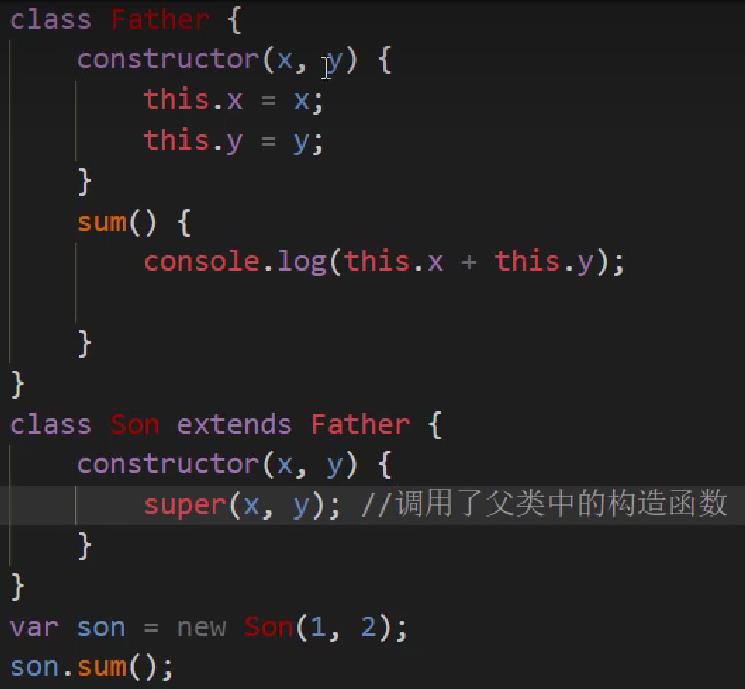 class Father {
    constructor(x, y) {
        this.x = x;
        this.y = y;
    }
    sum() {
        console.log(this.x + this.y);

    }
}
class Son extends Father {
    constructor(x, y) {
        super(x, y); //调用了父类中的构造函数
    }
}
var son = new Son(1, 2);
son.sum();